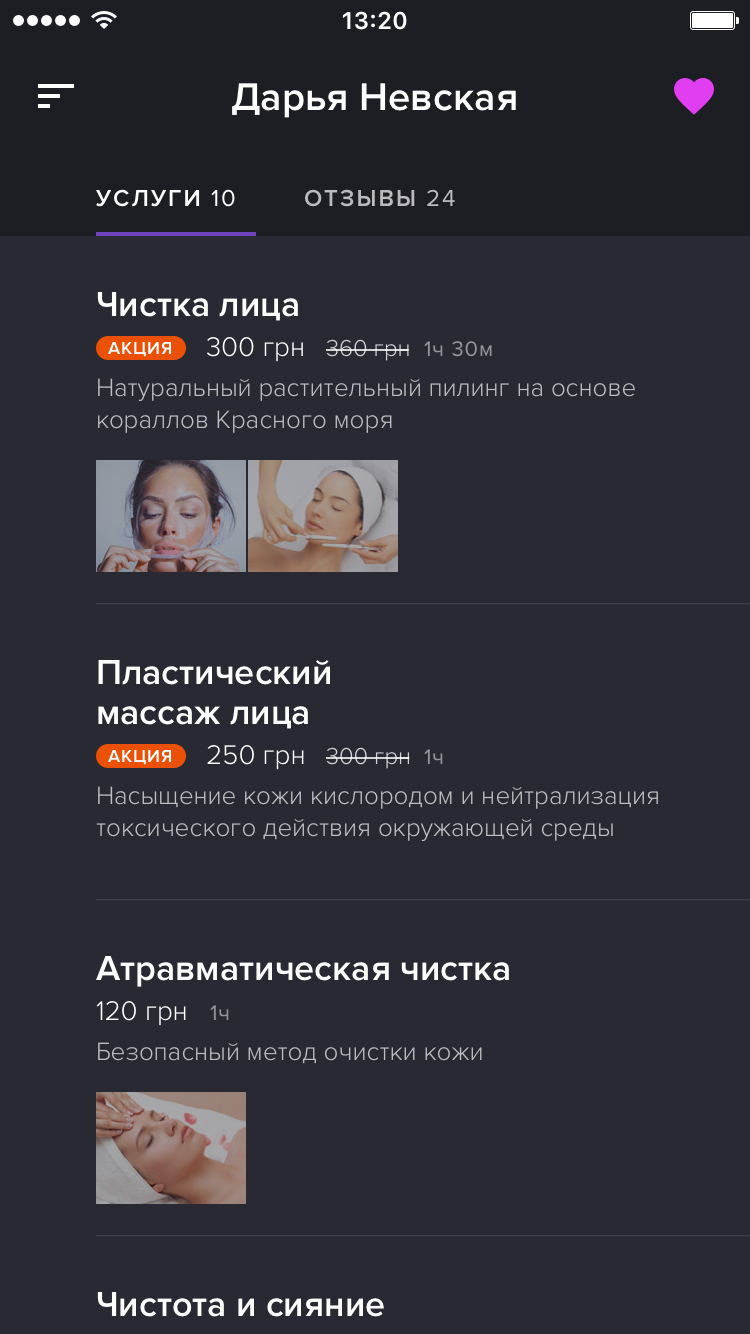 13:20
Дарья Невская
УСЛУГИ 10 ОТЗЫВЫ 24
Чистка лица
АКЦИЯ 300 грн 360 грн 1ч 30м
Натуральный растительный пилинг на основе
кораллов Красного моря
Пластический
массаж лица
АКЦИЯ 250 грн 300 грн 1ч
Насыщение кожи кислородом и нейтрализация
токсического действия окружающей среды
Атравматическая чистка
120 грн 1ч
Безопасный метод очистки кожи
Чистота и сияние